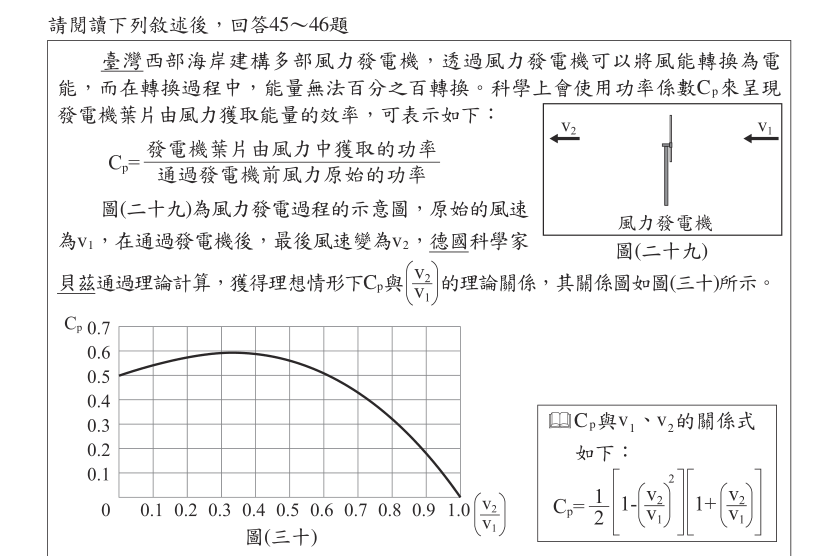 請閱讀下列敘述後，回答45～46題
臺灣西部海岸建構多部風力發電機，透過風力發電機可以將風能轉換為電
能，而在轉換過程中，能量無法百分之百轉換。科學上會使用功率係數Cₚ來呈現
發電機葉片由風力獲取能量的效率，可表示如下：
Cₚ=發電機葉片由風力中獲取的功率
通過發電機前風力原始的功率
v₂
v₁
風力發電機
圖(二十九)
圖(二十九)為風力發電過程的示意圖，原始的風速
為v₁，在通過發電機後，最後風速變為v₂，德國科學家
貝茲通過理論計算，獲得理想情形下Cₚ與(v₂/v₁)的理論關係，其關係圖如圖(三十)所示。
Cₚ
0.7
0.6
0.5
0.4
0.3
0.2
0.1
0 0.1 0.2 0.3 0.4 0.5 0.6 0.7 0.8 0.9 1.0 (v₂/v₁)
圖(三十)
Cₚ與v₁、v₂的關係式
如下：
Cₚ=1/2[1-(v₂/v₁)²][1+(v₂/v₁)]